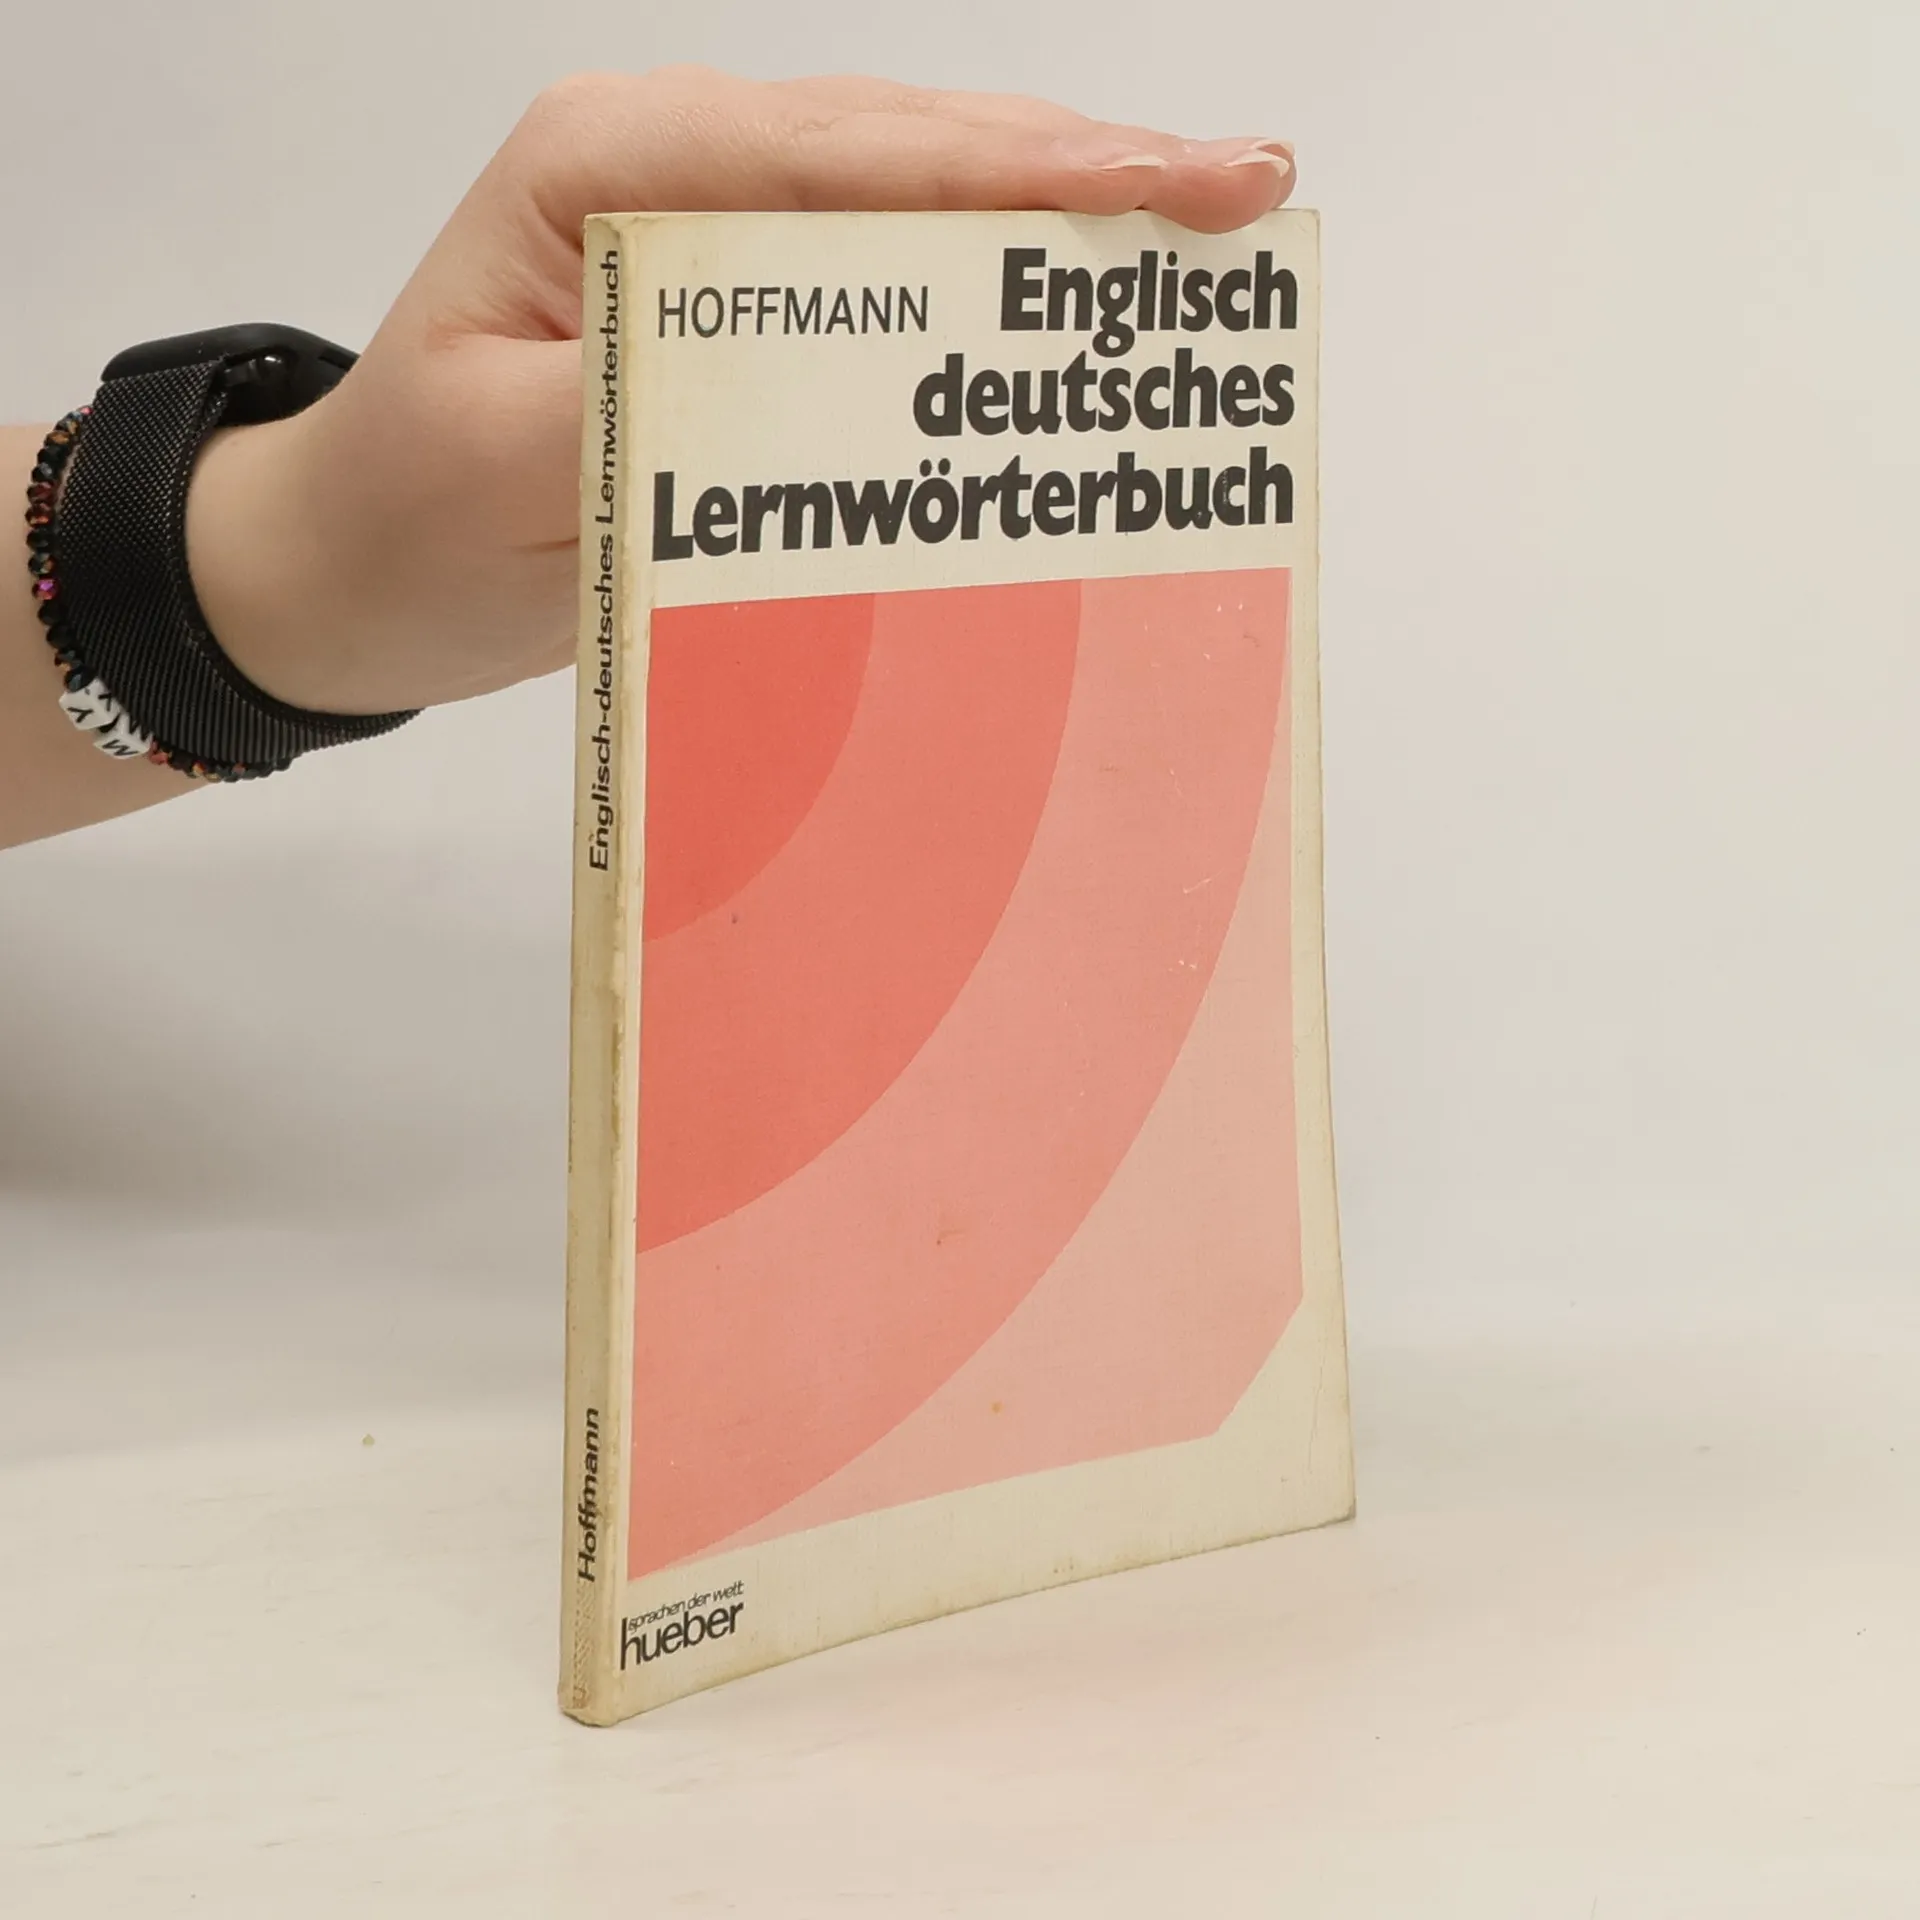 HOFFMANN
Englisch
deutsches
Lernwörterbuch
sprachen der welt
hueber
Englisch-deutsches Lernwörterbuch
Hoffmann
Y
M